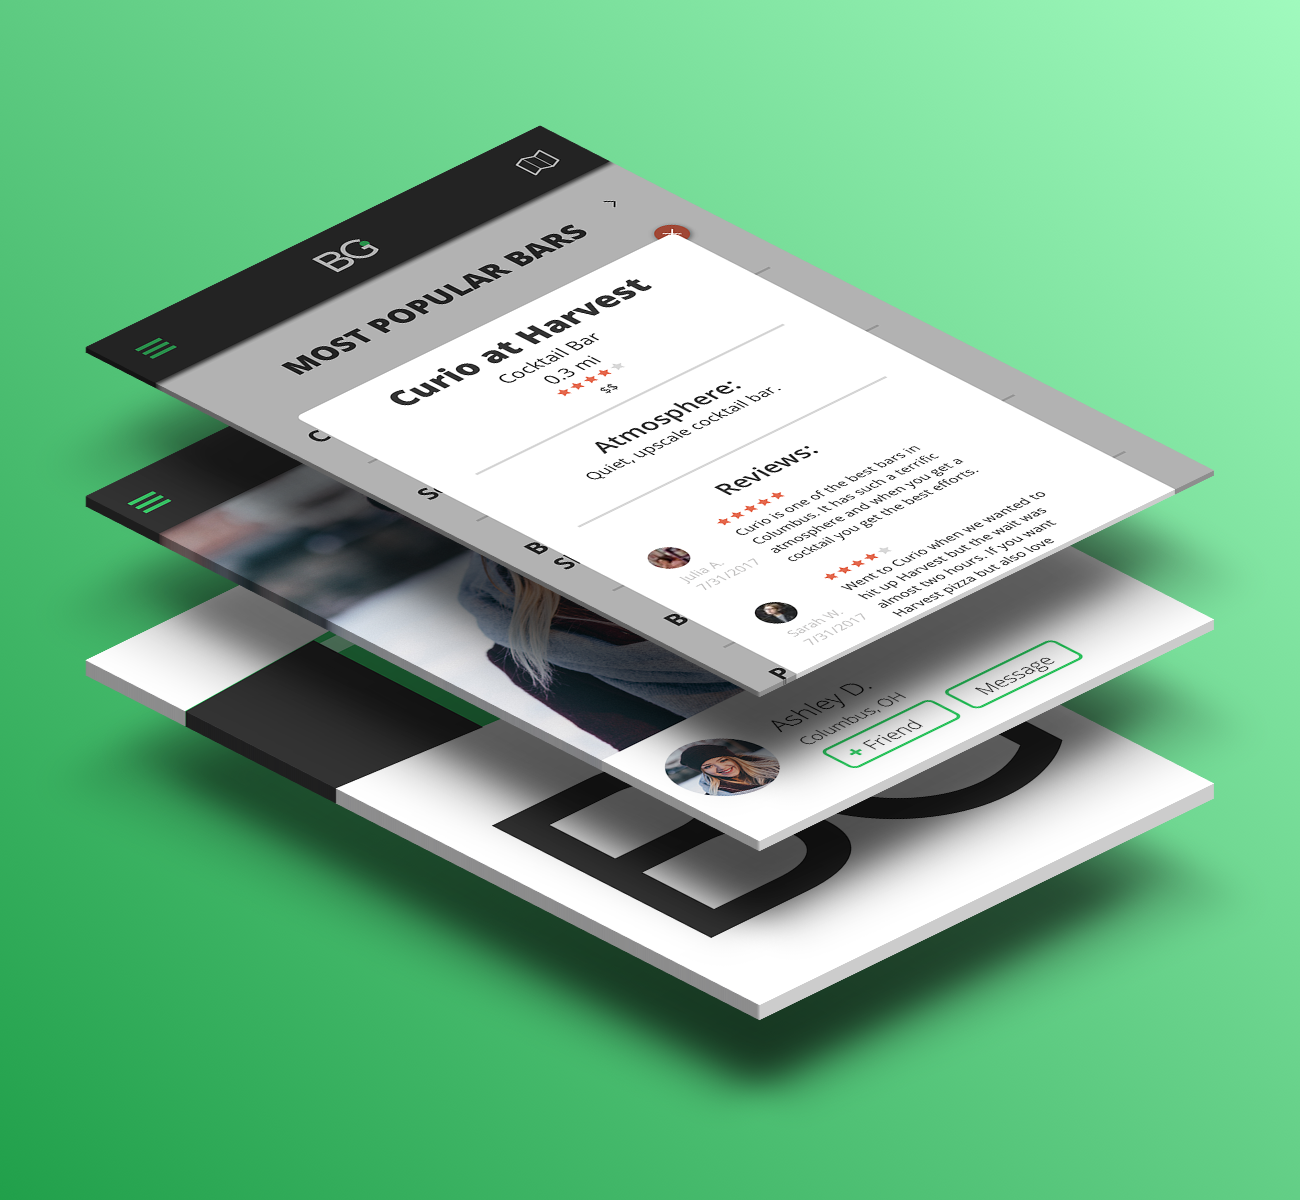 BG
MOST POPULAR BARS
Curio at Harvest
Cocktail Bar
0.3 mi
$$
Atmosphere:
Quiet, upscale cocktail bar .
Reviews:
Curio is one of the best bars in
Columbus. It has such a terrific
atmosphere and when you get a
cocktail you get the best efforts.
Julia A.
7/31/2017
Went to Curio when we wanted to
hit up Harvest but the wait was
almost two hours. If you want
Harvest pizza but also love
Sarah W.
7/31/2017
C
S
B
S
B
P
Ashley D.
Columbus, OH
+ Friend
Message
BG